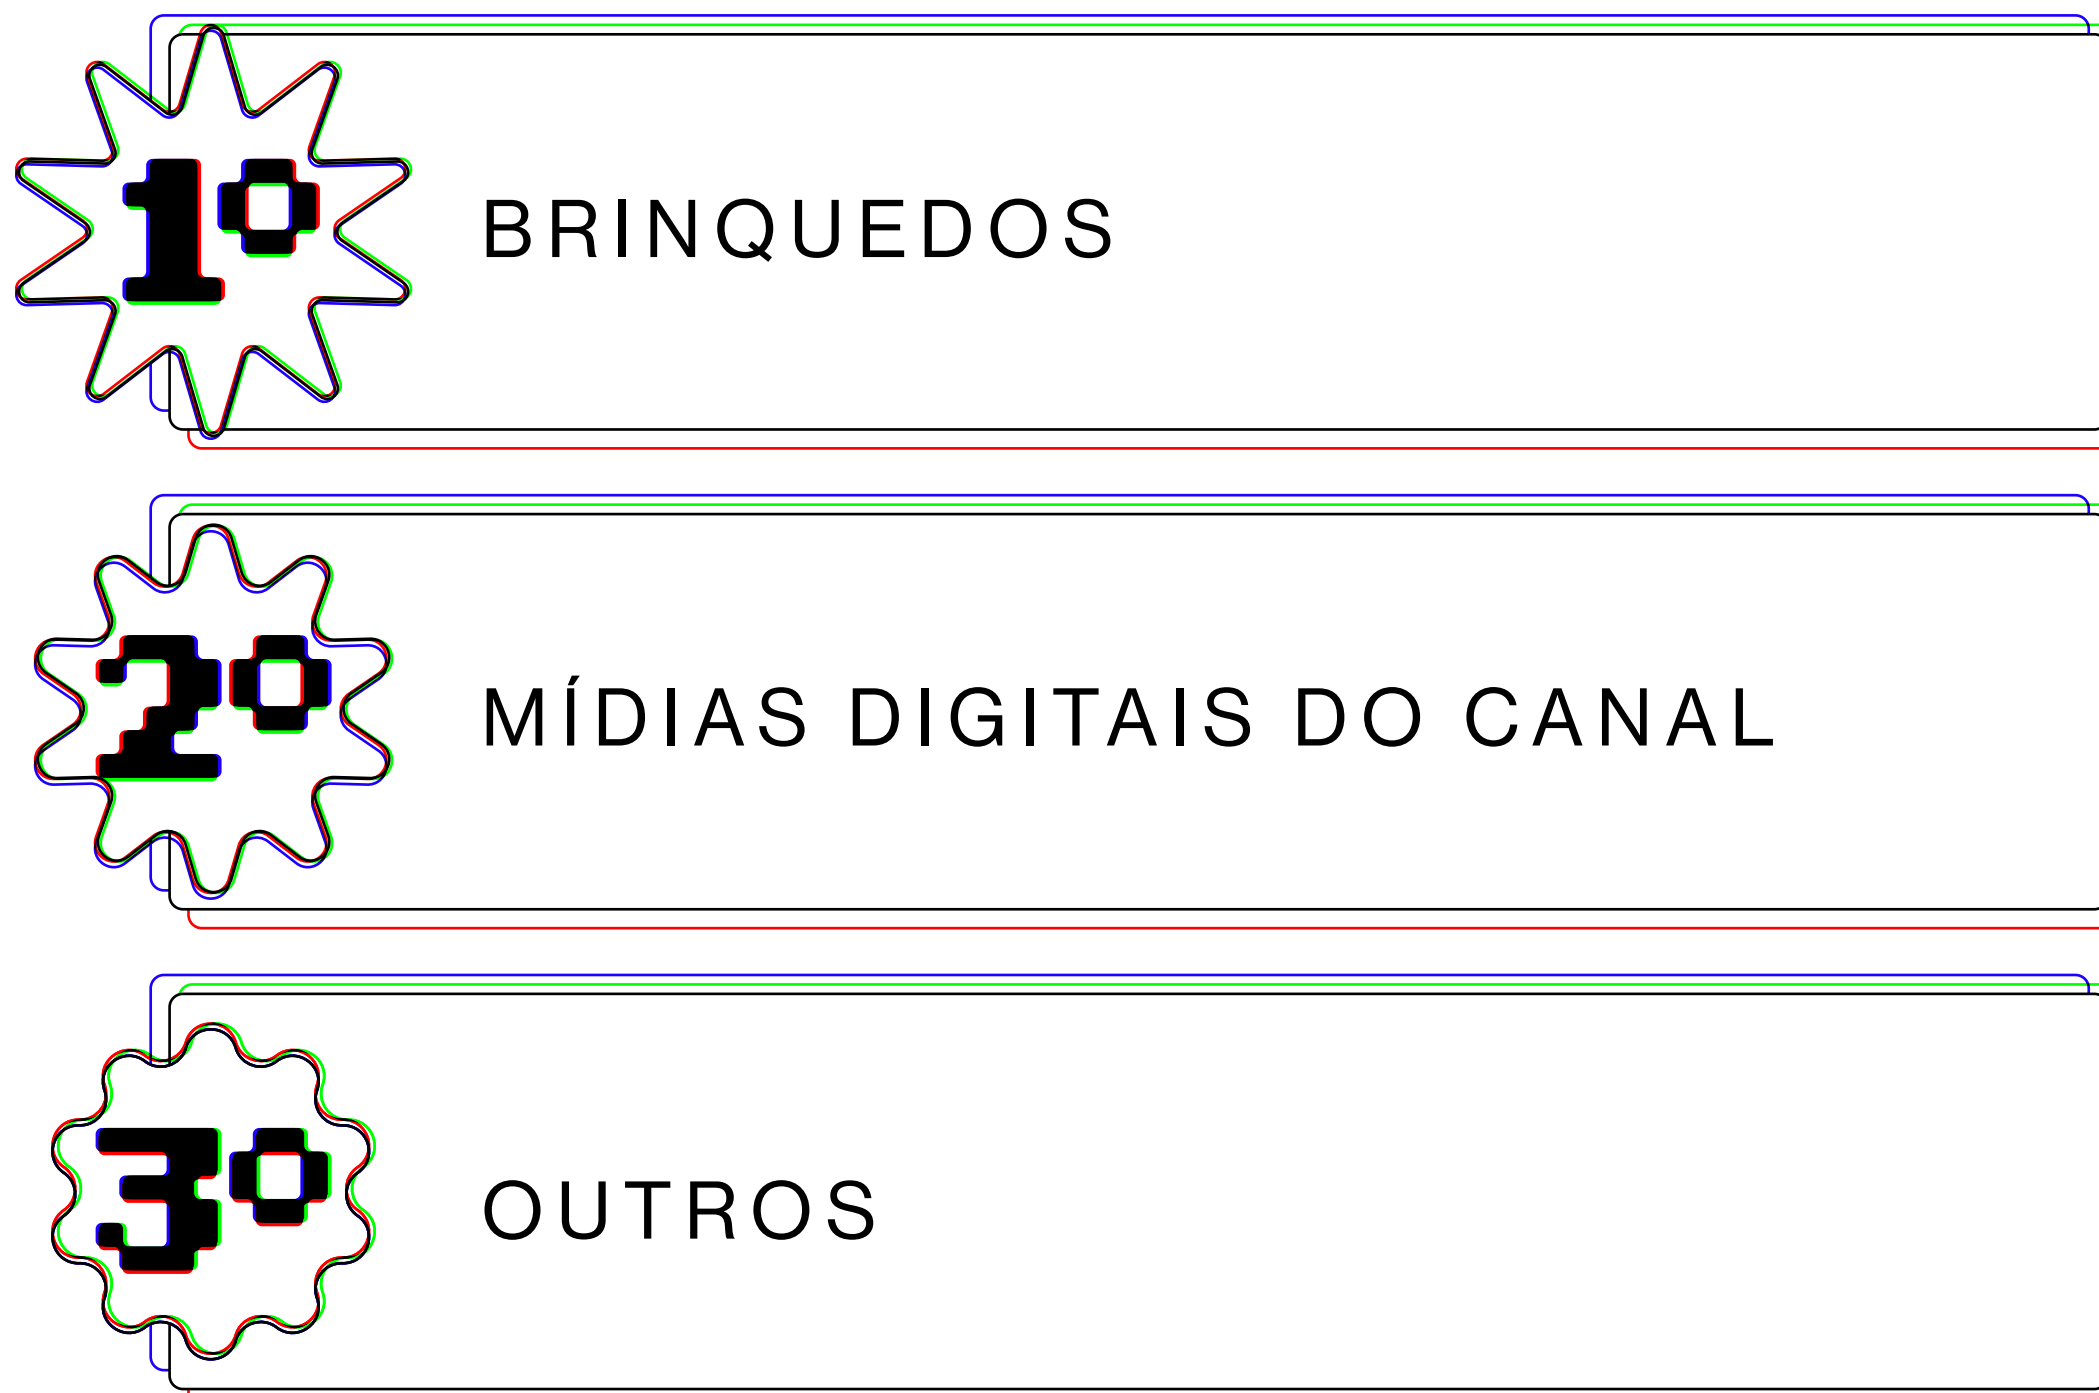 1º
BRINQUEDOS
2º
MÍDIAS DIGITAIS DO CANAL
3º
OUTROS